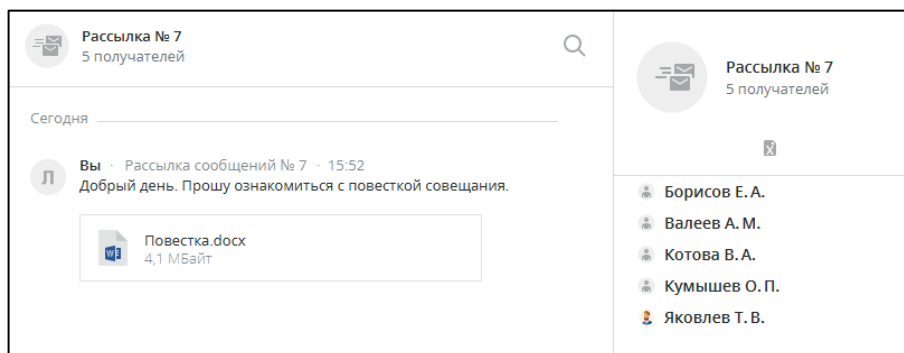 Рассылка № 7
5 получателей
Сегодня
Л
Вы · Рассылка сообщений № 7 · 15:52
Добрый день. Прошу ознакомиться с повесткой совещания.
Повестка.docx
4,1 МБайт
Рассылка № 7
5 получателей
Борисов Е. А.
Валеев А. М.
Котова В. А.
Кумышев О. П.
Яковлев Т. В.